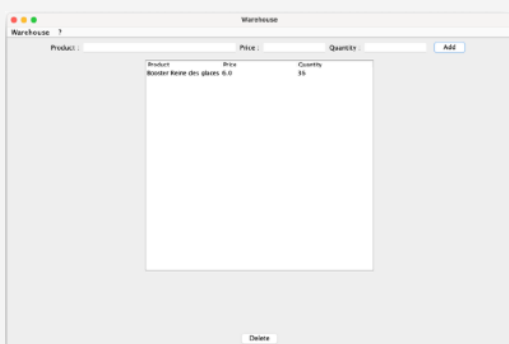 Warehouse
Warehouse ?
Product : Price : Quantity : Add
Product Price Quantity
Booster Reine des glaces 6.0 36
Delete